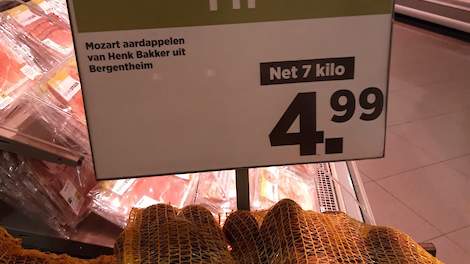 Mozart aardappelen
van Henk Bakker uit
Bergentheim
Net 7 kilo
4.99